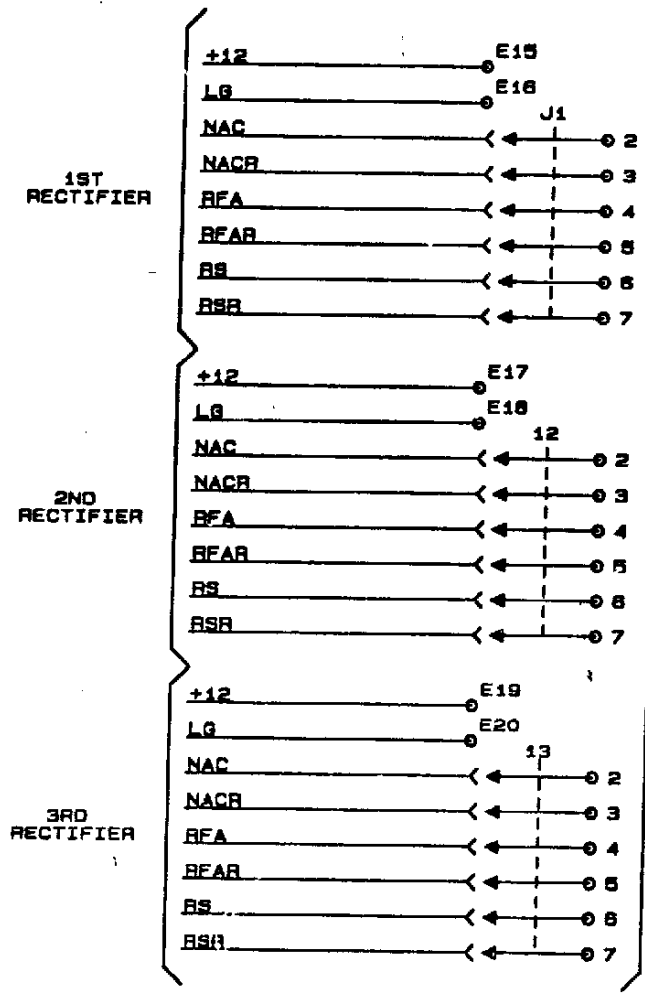 +12 E15
LG E16
J1
NAC 2
NACR 3
1ST
RECTIFIER
RFA 4
RFAR 5
RS 6
RSR 7
+12 E17
LG E18
12
NAC 2
NACR 3
2ND
RECTIFIER
RFA 4
RFAR 5
RS 6
RSR 7
+12 E19
LG E20
13
NAC 2
NACR 3
3RD
RECTIFIER
RFA 4
RFAR 5
RS 6
RSR 7